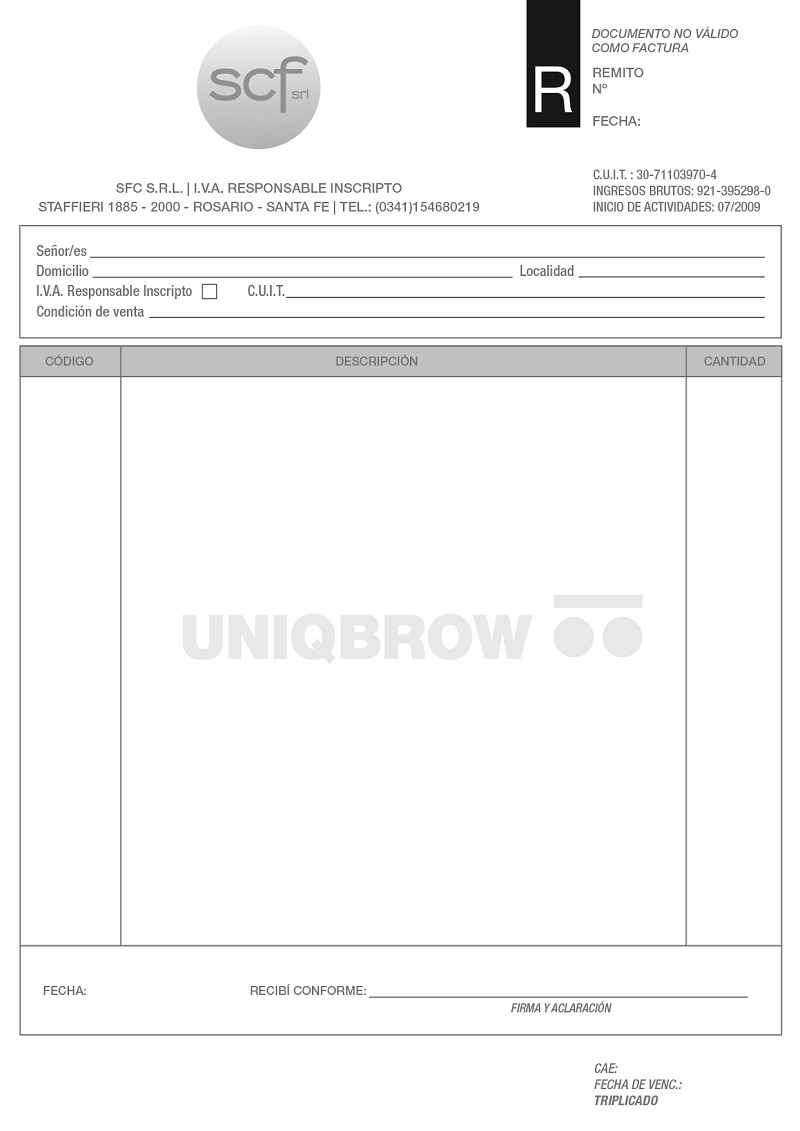 scf
srl
R
DOCUMENTO NO VÁLIDO
COMO FACTURA
REMITO
Nº
FECHA:
SFC S.R.L. | I.V.A. RESPONSABLE INSCRIPTO
STAFFIERI 1885 - 2000 - ROSARIO - SANTA FE | TEL.: (0341)154680219
C.U.I.T. : 30-71103970-4
INGRESOS BRUTOS: 921-395298-0
INICIO DE ACTIVIDADES: 07/2009
Señor/es
Domicilio Localidad
I.V.A. Responsable Inscripto C.U.I.T.
Condición de venta
CÓDIGO DESCRIPCIÓN CANTIDAD
UNIQBROW
FECHA: RECIBÍ CONFORME:
FIRMA Y ACLARACIÓN
CAE:
FECHA DE VENC.:
TRIPLICADO